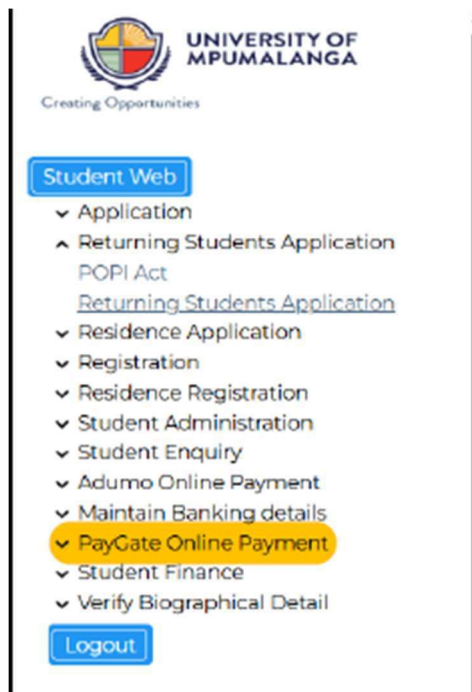 UNIVERSITY OF
MPUMALANGA
Creating Opportunities
Student Web
Application
Returning Students Application
POPI Act
Returning Students Application
Residence Application
Registration
Residence Registration
Student Administration
Student Enquiry
Adumo Online Payment
Maintain Banking details
PayGate Online Payment
Student Finance
Verify Biographical Detail
Logout